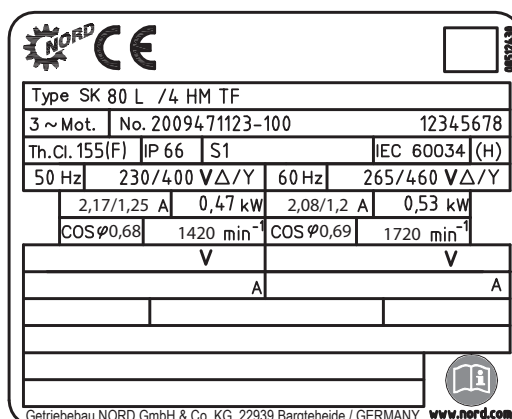 NORD CE
00512430
Type SK 80 L /4 HM TF
3 ~ Mot. No. 2009471123-100 12345678
Th.Cl. 155(F) IP 66 S1 IEC 60034 (H)
50 Hz 230/400 V△/Y 60 Hz 265/460 V△/Y
2,17/1,25 A 0,47 kW 2,08/1,2 A 0,53 kW
COS φ0,68 1420 min⁻¹ COS φ0,69 1720 min⁻¹
V V
A A
Getriebebau NORD GmbH & Co. KG, 22939 Bargteheide / GERMANY www.nord.com